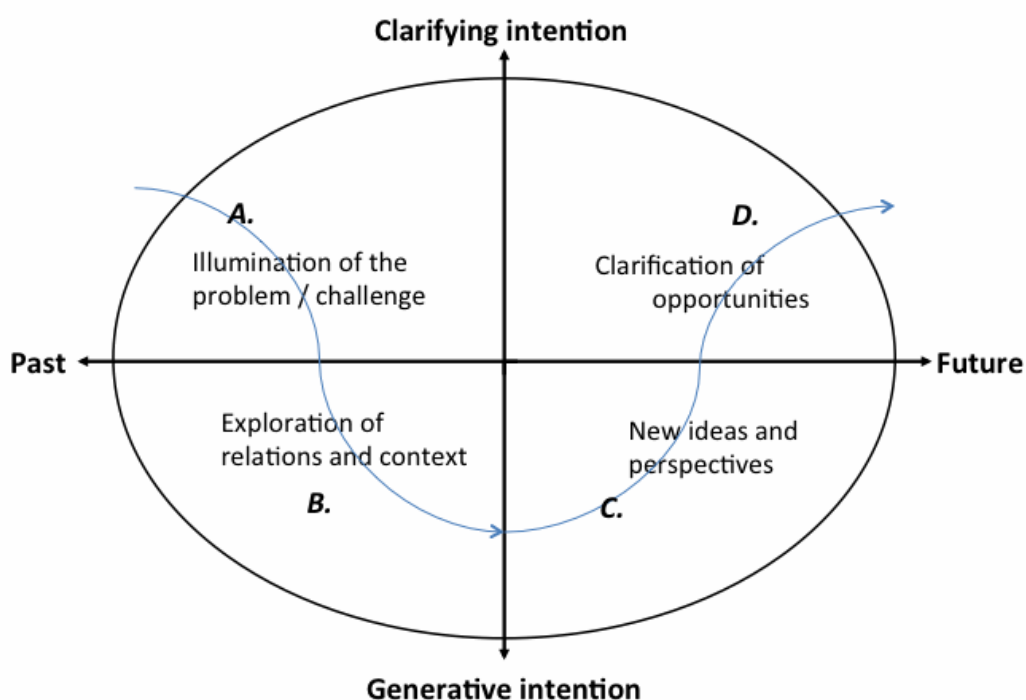 Clarifying intention
A.
Illumination of the
problem / challenge
D.
Clarification of
opportunities
Past
Future
Exploration of
relations and context
B.
New ideas and
perspectives
C.
Generative intention